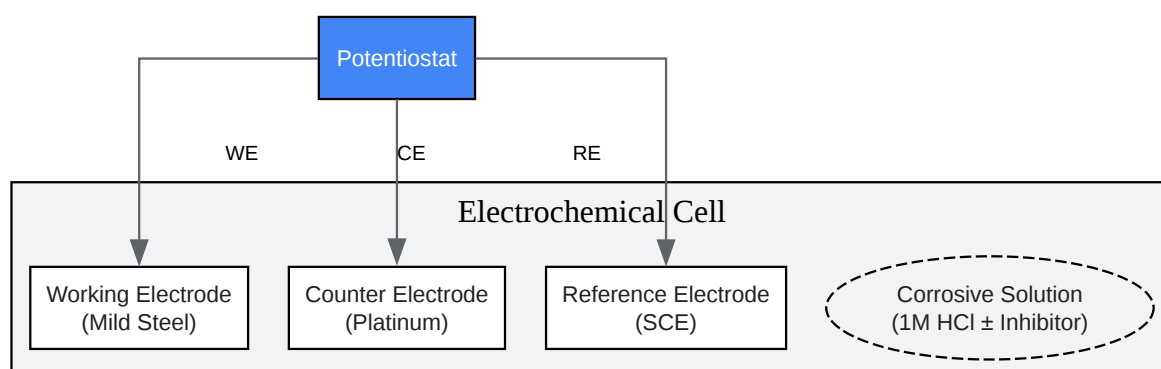 Potentiostat
WE
CE
RE
Electrochemical Cell
Working Electrode
(Mild Steel)
Counter Electrode
(Platinum)
Reference Electrode
(SCE)
Corrosive Solution
(1M HCl ± Inhibitor)